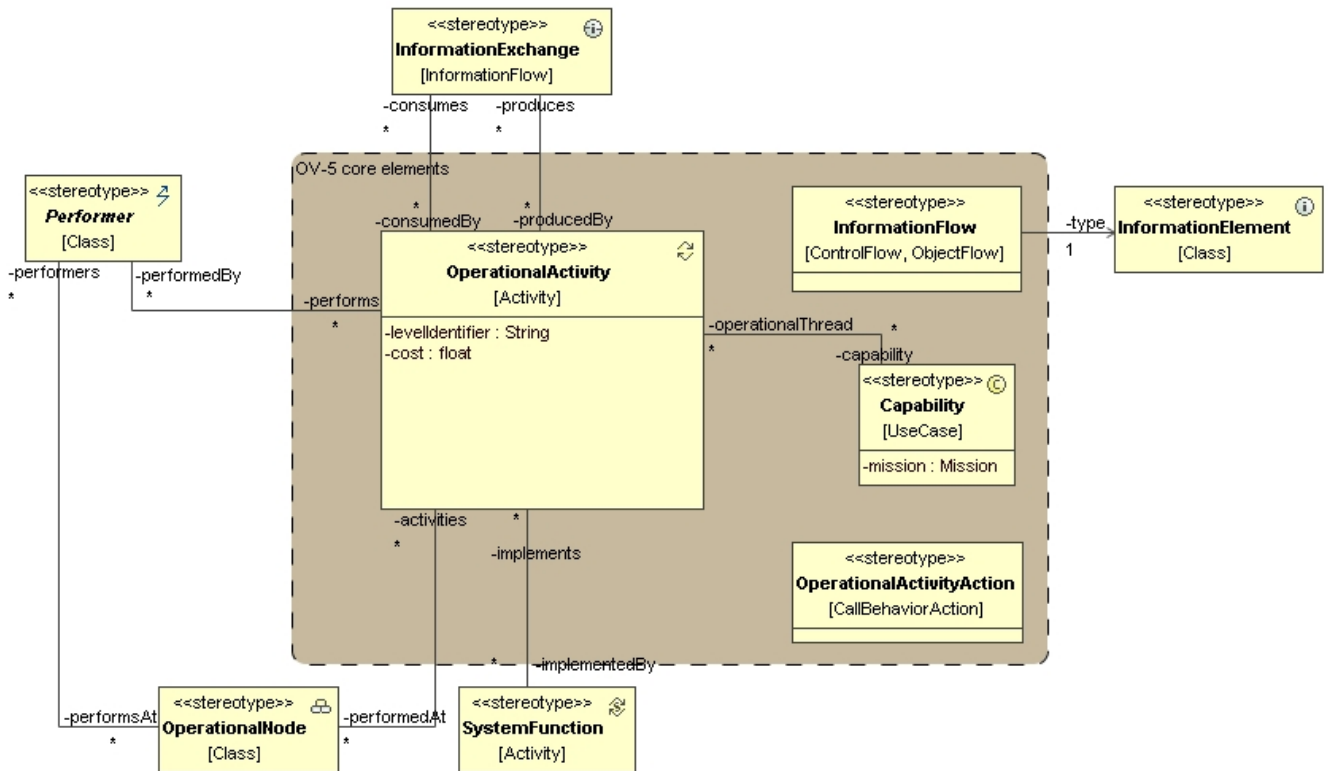 <<stereotype>>
InformationExchange
[InformationFlow]
-consumes
-produces
*
*
OV-5 core elements
<<stereotype>>
Performer
[Class]
<<stereotype>>
InformationFlow
[ControlFlow, ObjectFlow]
-type
1
<<stereotype>>
InformationElement
[Class]
*
*
-consumedBy
-producedBy
<<stereotype>>
OperationalActivity
[Activity]
-levelIdentifier : String
-cost : float
-performers
*
-performedBy
*
-performs
*
-operationalThread
*
*
-capability
<<stereotype>>
Capability
[UseCase]
-mission : Mission
-activities
*
*
-implements
<<stereotype>>
OperationalActivityAction
[CallBehaviorAction]
*
-implementedBy
<<stereotype>>
OperationalNode
[Class]
-performsAt
*
-performedAt
*
<<stereotype>>
SystemFunction
[Activity]